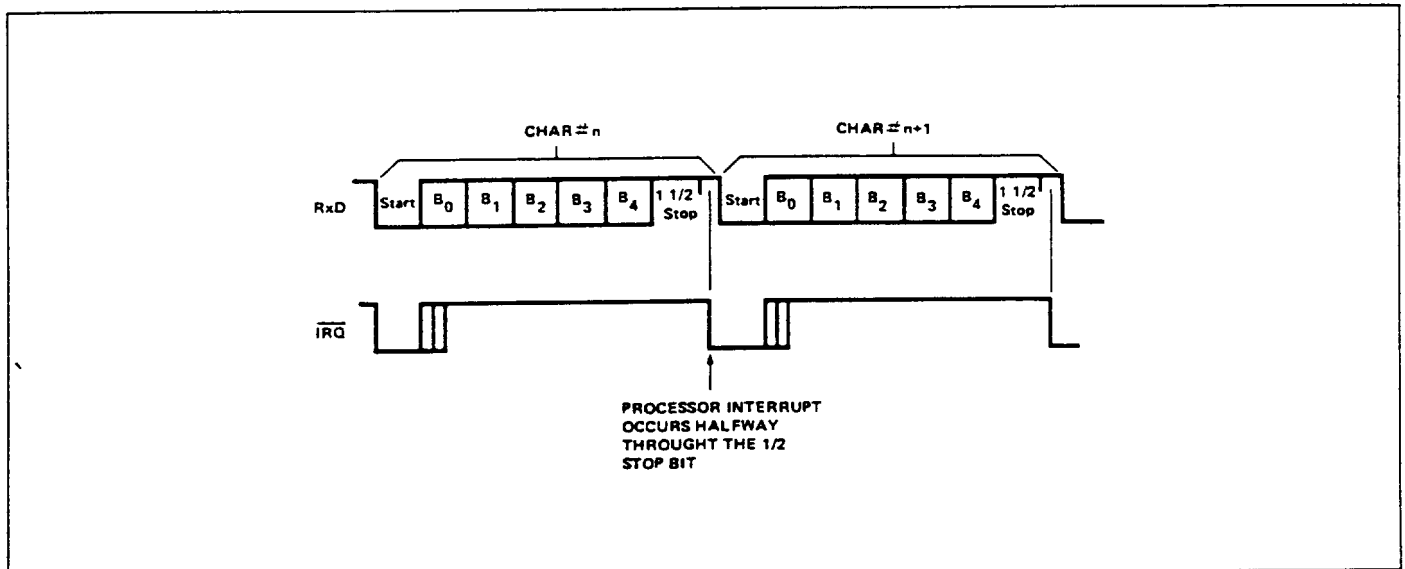 CHAR # n
CHAR # n+1
RxD
Start B0 B1 B2 B3 B4 1 1/2 Stop Start B0 B1 B2 B3 B4 1 1/2 Stop
IRQ
PROCESSOR INTERRUPT
OCCURS HALFWAY
THROUGHT THE 1/2
STOP BIT